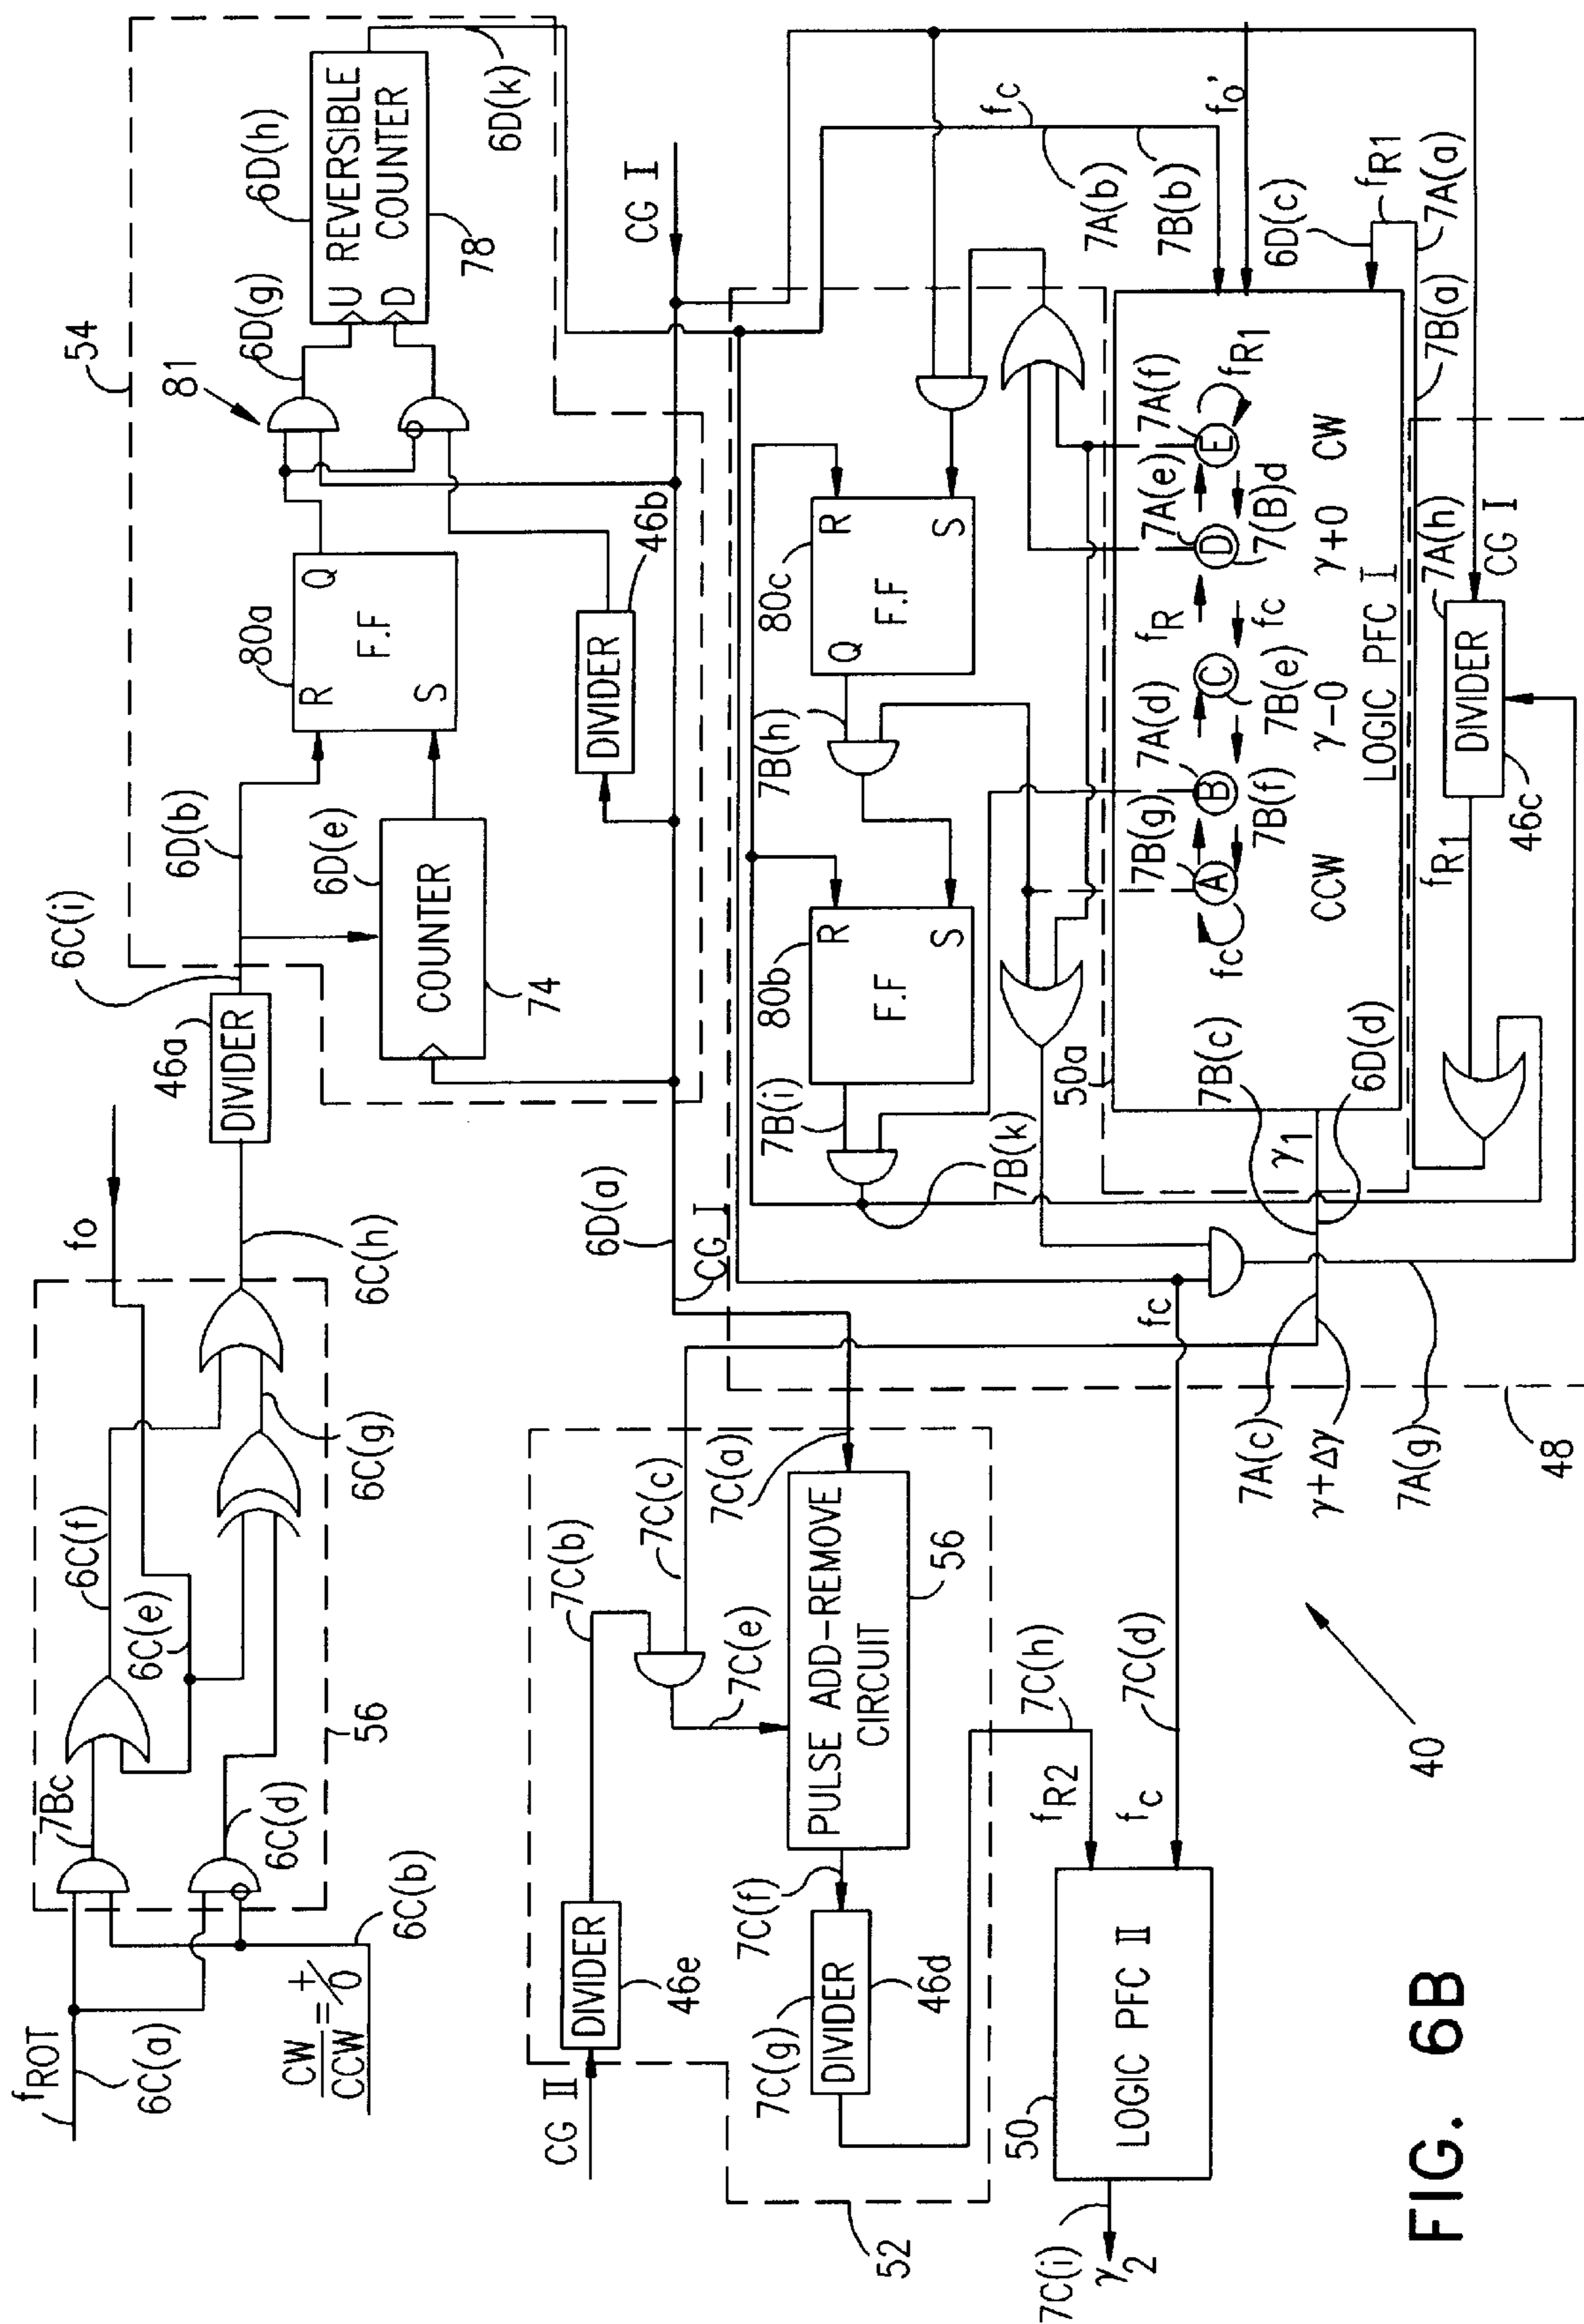 fROT
6C(a)
CW/CCW = +/0
6C(b)
7Bc
6C(d)
56
6C(f)
6C(e)
6C(g)
6C(h)
fo
DIVIDER
46a
6C(i)
6D(b)
54
COUNTER
74
6D(e)
R
S
Q
F.F
80a
DIVIDER
46b
81
6D(g)
U REVERSIBLE
D COUNTER
6D(h)
78
6D(k)
CG I
6D(a)
CG I
CG II
DIVIDER
46e
7C(b)
7C(c)
7C(a)
7C(e)
PULSE ADD-REMOVE
CIRCUIT
56
7C(f)
7C(g)
DIVIDER
46d
52
7C(h)
fR2
fc
7C(d)
50
LOGIC PFC II
7C(i)
γ2
40
48
fc
7A(c)
γ+Δγ
7A(g)
7B(k)
7B(i)
80b
R
S
F.F
7B(h)
80c
Q
R
S
F.F
fc
7A(b)
7B(b)
fo'
6D(c)
fR1
7A(a)
7B(a)
50a
7B(c)
γ1
6D(d)
7B(g)
7A(d)
fR
7A(e)
7A(f)
fR1
A
B
C
D
E
fc
7B(f)
7B(e)
fc
7(B)d
CCW
γ-0
γ+0
CW
LOGIC PFC I
fR1
DIVIDER
46c
7A(h)
CG I
FIG. 6B